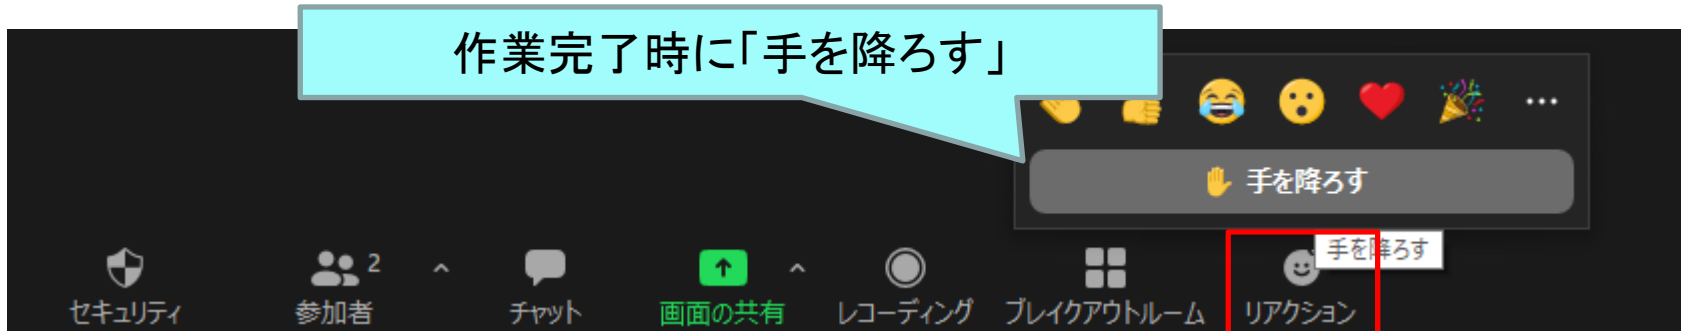 作業完了時に「手を降ろす」
手を降ろす
手を降ろす
2
セキュリティ 参加者 チャット 画面の共有 レコーディング ブレイクアウトルーム リアクション